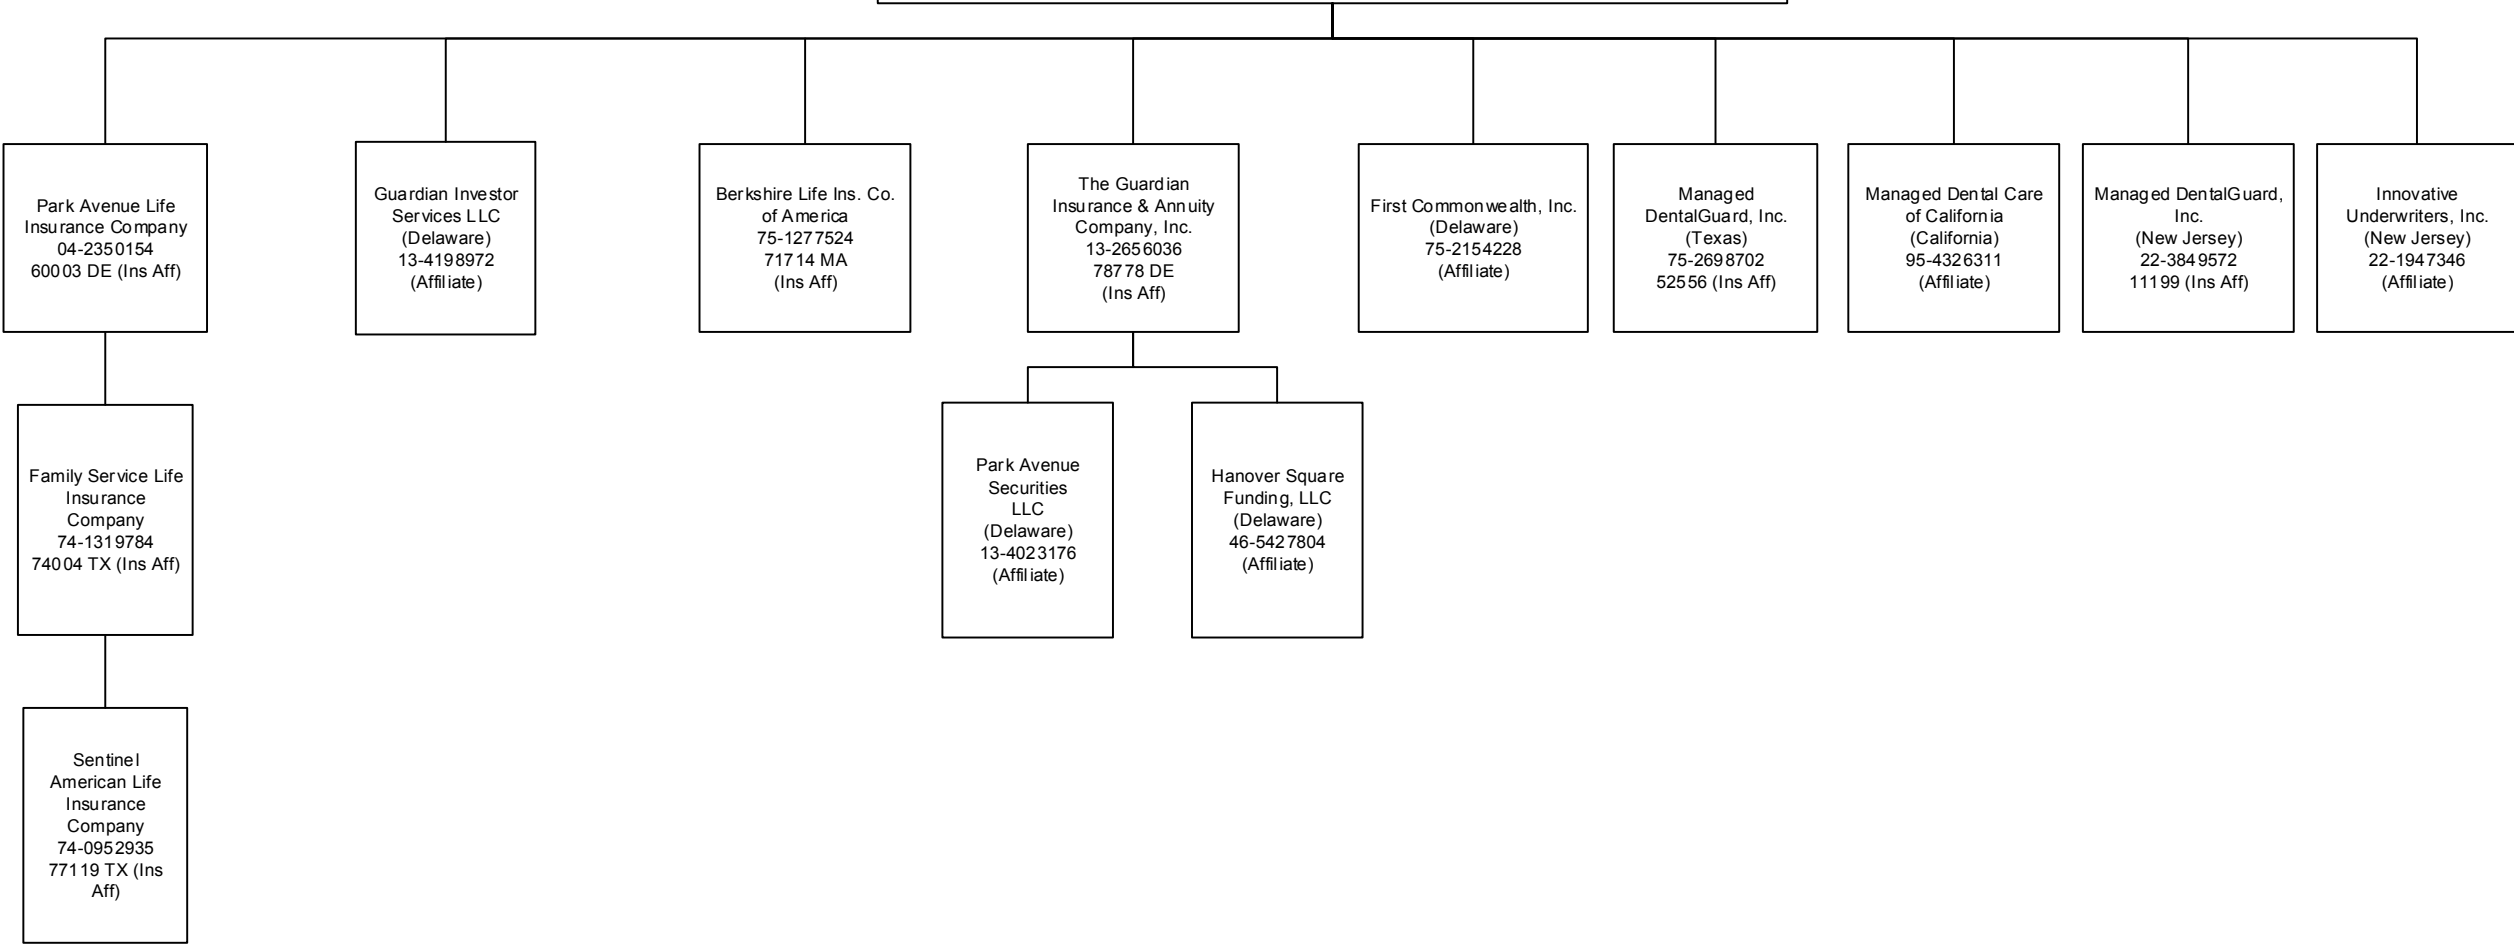 Park Avenue Life
Insurance Company
04-2350154
60003 DE (Ins Aff)
Guardian Investor
Services LLC
(Delaware)
13-4198972
(Affiliate)
Berkshire Life Ins. Co.
of America
75-1277524
71714 MA
(Ins Aff)
The Guardian
Insurance & Annuity
Company, Inc.
13-2656036
78778 DE
(Ins Aff)
First Commonwealth, Inc.
(Delaware)
75-2154228
(Affiliate)
Managed
DentalGuard, Inc.
(Texas)
75-2698702
52556 (Ins Aff)
Managed Dental Care
of California
(California)
95-4326311
(Affiliate)
Managed DentalGuard,
Inc.
(New Jersey)
22-3849572
11199 (Ins Aff)
Innovative
Underwriters, Inc.
(New Jersey)
22-1947346
(Affiliate)
Family Service Life
Insurance
Company
74-1319784
74004 TX (Ins Aff)
Park Avenue
Securities
LLC
(Delaware)
13-4023176
(Affiliate)
Hanover Square
Funding, LLC
(Delaware)
46-5427804
(Affiliate)
Sentinel
American Life
Insurance
Company
74-0952935
77119 TX (Ins
Aff)